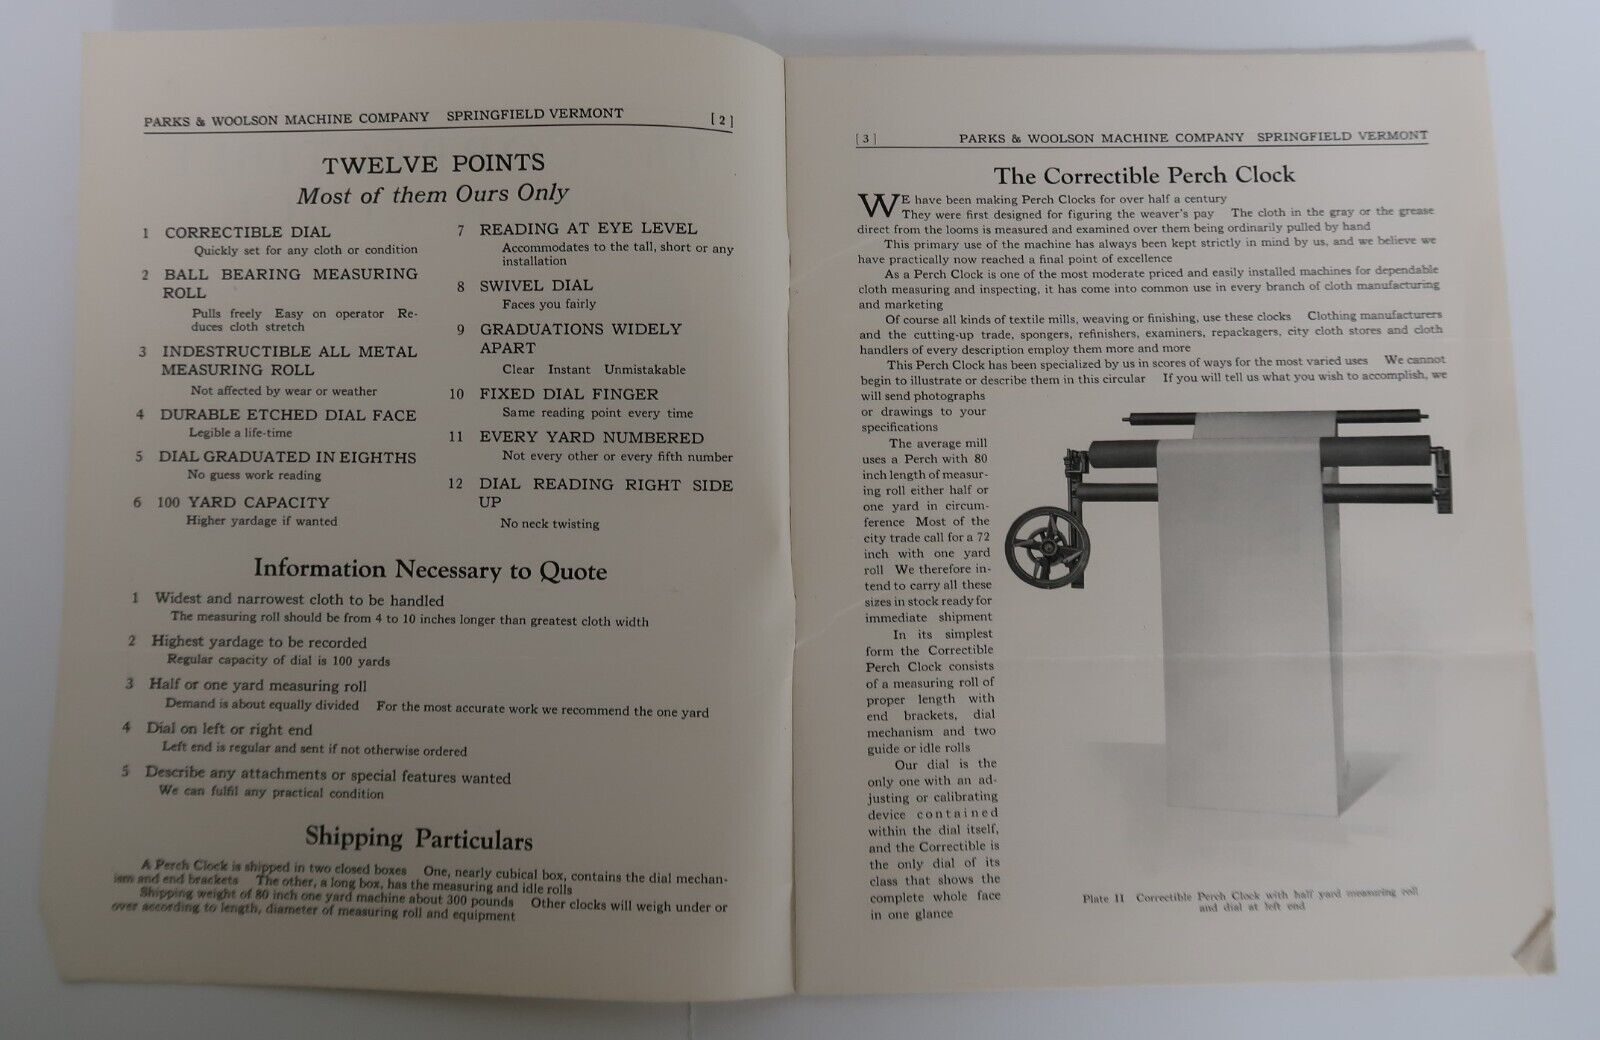 PARKS & WOOLSON MACHINE COMPANY SPRINGFIELD VERMONT [ 2 ]
TWELVE POINTS
Most of them Ours Only
1 CORRECTIBLE DIAL
Quickly set for any cloth or condition
2 BALL BEARING MEASURING
ROLL
Pulls freely Easy on operator Re-
duces cloth stretch
3 INDESTRUCTIBLE ALL METAL
MEASURING ROLL
Not affected by wear or weather
4 DURABLE ETCHED DIAL FACE
Legible a life-time
5 DIAL GRADUATED IN EIGHTHS
No guess work reading
6 100 YARD CAPACITY
Higher yardage if wanted
7 READING AT EYE LEVEL
Accommodates to the tall, short or any
installation
8 SWIVEL DIAL
Faces you fairly
9 GRADUATIONS WIDELY
APART
Clear Instant Unmistakable
10 FIXED DIAL FINGER
Same reading point every time
11 EVERY YARD NUMBERED
Not every other or every fifth number
12 DIAL READING RIGHT SIDE
UP
No neck twisting
Information Necessary to Quote
1 Widest and narrowest cloth to be handled
The measuring roll should be from 4 to 10 inches longer than greatest cloth width
2 Highest yardage to be recorded
Regular capacity of dial is 100 yards
3 Half or one yard measuring roll
Demand is about equally divided For the most accurate work we recommend the one yard
4 Dial on left or right end
Left end is regular and sent if not otherwise ordered
5 Describe any attachments or special features wanted
We can fulfil any practical condition
Shipping Particulars
A Perch Clock is shipped in two closed boxes One, nearly cubical box, contains the dial mechan-
ism and end brackets The other, a long box, has the measuring and idle rolls
Shipping weight of 80 inch one yard machine about 300 pounds Other clocks will weigh under or
over according to length, diameter of measuring roll and equipment
[ 3 ] PARKS & WOOLSON MACHINE COMPANY SPRINGFIELD VERMONT
The Correctible Perch Clock
WE have been making Perch Clocks for over half a century
They were first designed for figuring the weaver's pay The cloth in the gray or the grease
direct from the looms is measured and examined over them being ordinarily pulled by hand
This primary use of the machine has always been kept strictly in mind by us, and we believe we
have practically now reached a final point of excellence
As a Perch Clock is one of the most moderate priced and easily installed machines for dependable
cloth measuring and inspecting, it has come into common use in every branch of cloth manufacturing
and marketing
Of course all kinds of textile mills, weaving or finishing, use these clocks Clothing manufacturers
and the cutting-up trade, spongers, refinishers, examiners, repackagers, city cloth stores and cloth
handlers of every description employ them more and more
This Perch Clock has been specialized by us in scores of ways for the most varied uses We cannot
begin to illustrate or describe them in this circular If you will tell us what you wish to accomplish, we
will send photographs
or drawings to your
specifications
The average mill
uses a Perch with 80
inch length of measur-
ing roll either half or
one yard in circum-
ference Most of the
city trade call for a 72
inch with one yard
roll We therefore in-
tend to carry all these
sizes in stock ready for
immediate shipment
In its simplest
form the Correctible
Perch Clock consists
of a measuring roll of
proper length with
end brackets, dial
mechanism and two
guide or idle rolls
Our dial is the
only one with an ad-
justing or calibrating
device contained
within the dial itself,
and the Correctible is
the only dial of its
class that shows the
complete whole face
in one glance
Plate II Correctible Perch Clock with half yard measuring roll
and dial at left end